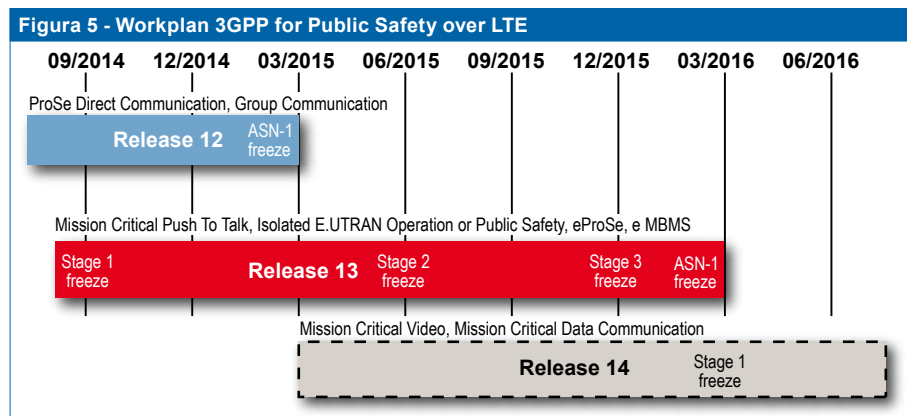 Figura 5 - Workplan 3GPP for Public Safety over LTE
09/2014 12/2014 03/2015 06/2015 09/2015 12/2015 03/2016 06/2016
ProSe Direct Communication, Group Communication
Release 12
ASN-1
freeze
Mission Critical Push To Talk, Isolated E.UTRAN Operation or Public Safety, eProSe, e MBMS
Stage 1
freeze
Release 13
Stage 2
freeze
Stage 3
freeze
ASN-1
freeze
Mission Critical Video, Mission Critical Data Communication
Release 14
Stage 1
freeze